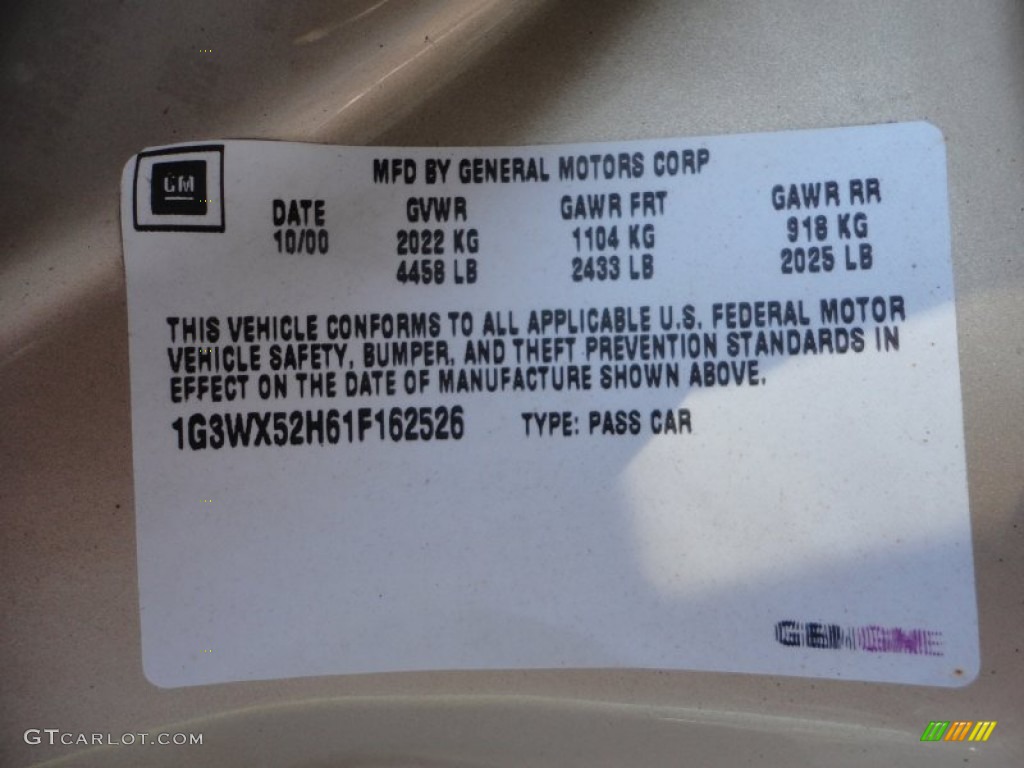 GM
MFD BY GENERAL MOTORS CORP
DATE GVWR GAWR FRT GAWR RR
10/00 2022 KG 1104 KG 918 KG
4458 LB 2433 LB 2025 LB
THIS VEHICLE CONFORMS TO ALL APPLICABLE U.S. FEDERAL MOTOR
VEHICLE SAFETY, BUMPER, AND THEFT PREVENTION STANDARDS IN
EFFECT ON THE DATE OF MANUFACTURE SHOWN ABOVE.
1G3WX52H61F162526 TYPE: PASS CAR
GTCARLOT.COM